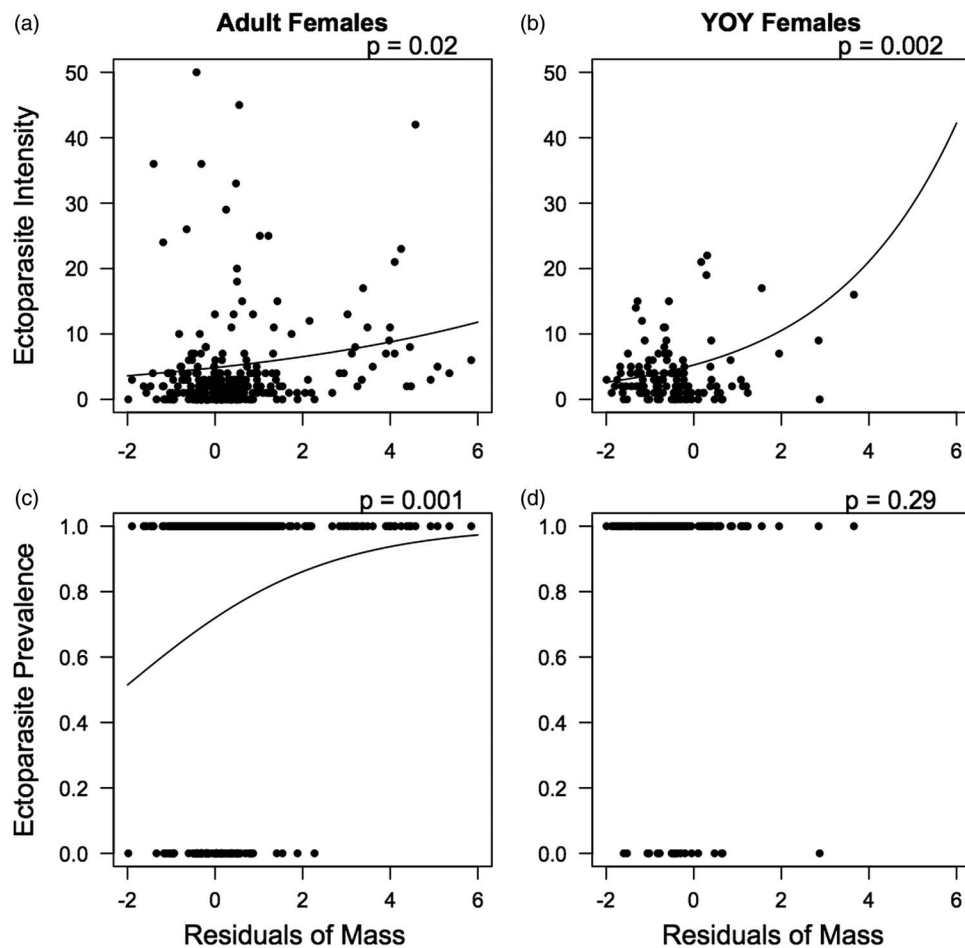 (a) Adult Females (b) YOY Females
p = 0.02 p = 0.002
Ectoparasite Intensity
50 50
40 40
30 30
20 20
10 10
0 0
-2 0 2 4 6 -2 0 2 4 6
(c) p = 0.001 (d) p = 0.29
Ectoparasite Prevalence
1.0 1.0
0.8 0.8
0.6 0.6
0.4 0.4
0.2 0.2
0.0 0.0
-2 0 2 4 6 -2 0 2 4 6
Residuals of Mass Residuals of Mass